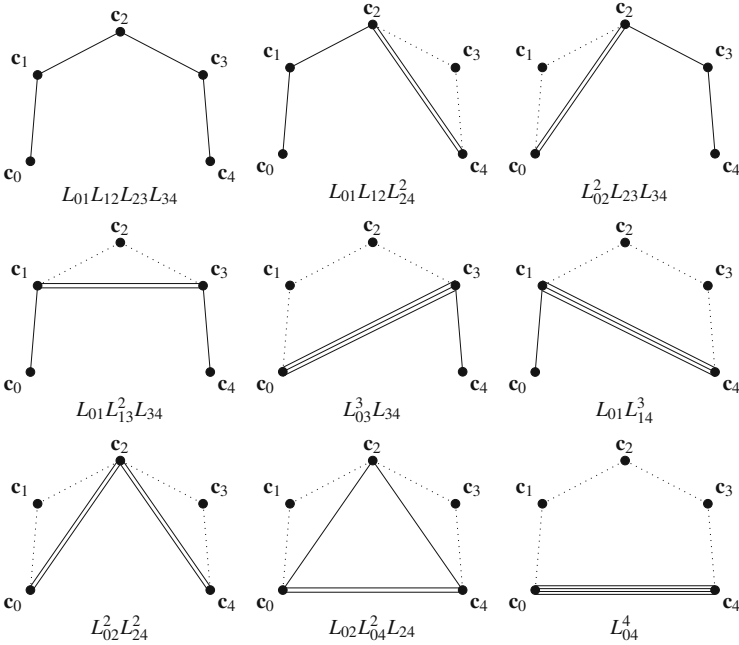 c₂ c₂ c₂
c₁ c₃ c₁ c₃ c₁ c₃
c₀ c₄ c₀ c₄ c₀ c₄
L₀₁L₁₂L₂₃L₃₄ L₀₁L₁₂L²₂₄ L²₀₂L₂₃L₃₄
c₂ c₂ c₂
c₁ c₃ c₁ c₃ c₁ c₃
c₀ c₄ c₀ c₄ c₀ c₄
L₀₁L²₁₃L₃₄ L³₀₃L₃₄ L₀₁L³₁₄
c₂ c₂ c₂
c₁ c₃ c₁ c₃ c₁ c₃
c₀ c₄ c₀ c₄ c₀ c₄
L²₀₂L²₂₄ L₀₂L²₀₄L₂₄ L⁴₀₄